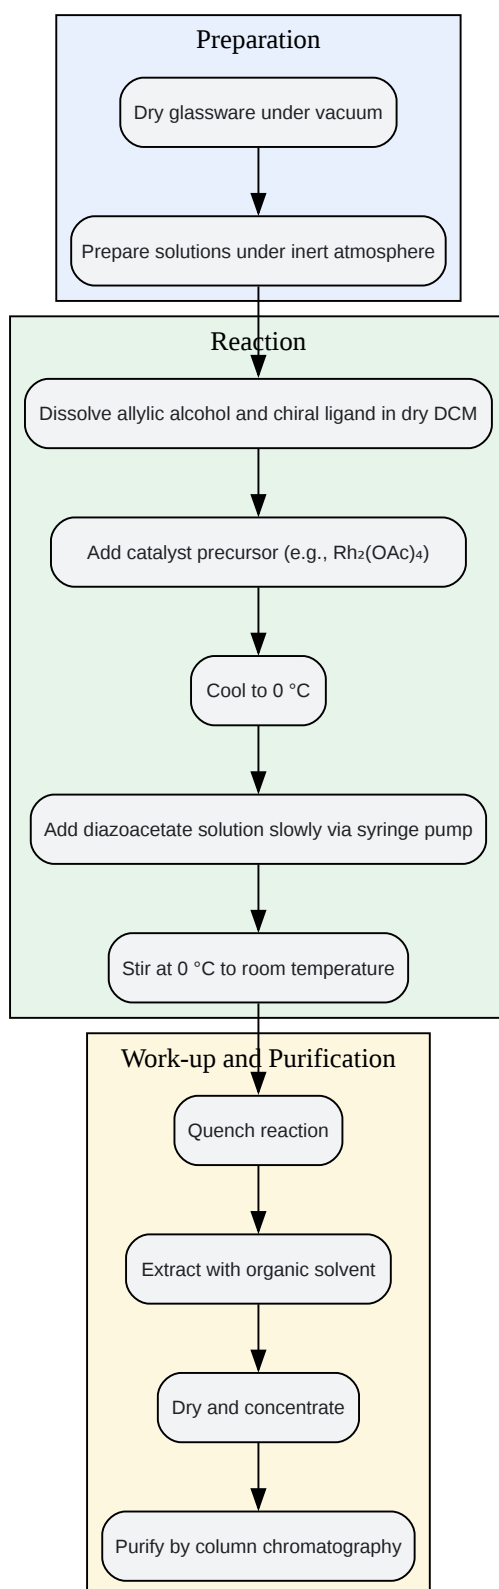 Preparation
Dry glassware under vacuum
Prepare solutions under inert atmosphere
Reaction
Dissolve allylic alcohol and chiral ligand in dry DCM
Add catalyst precursor (e.g., Rh₂(OAc)₄)
Cool to 0 °C
Add diazoacetate solution slowly via syringe pump
Stir at 0 °C to room temperature
Work-up and Purification
Quench reaction
Extract with organic solvent
Dry and concentrate
Purify by column chromatography